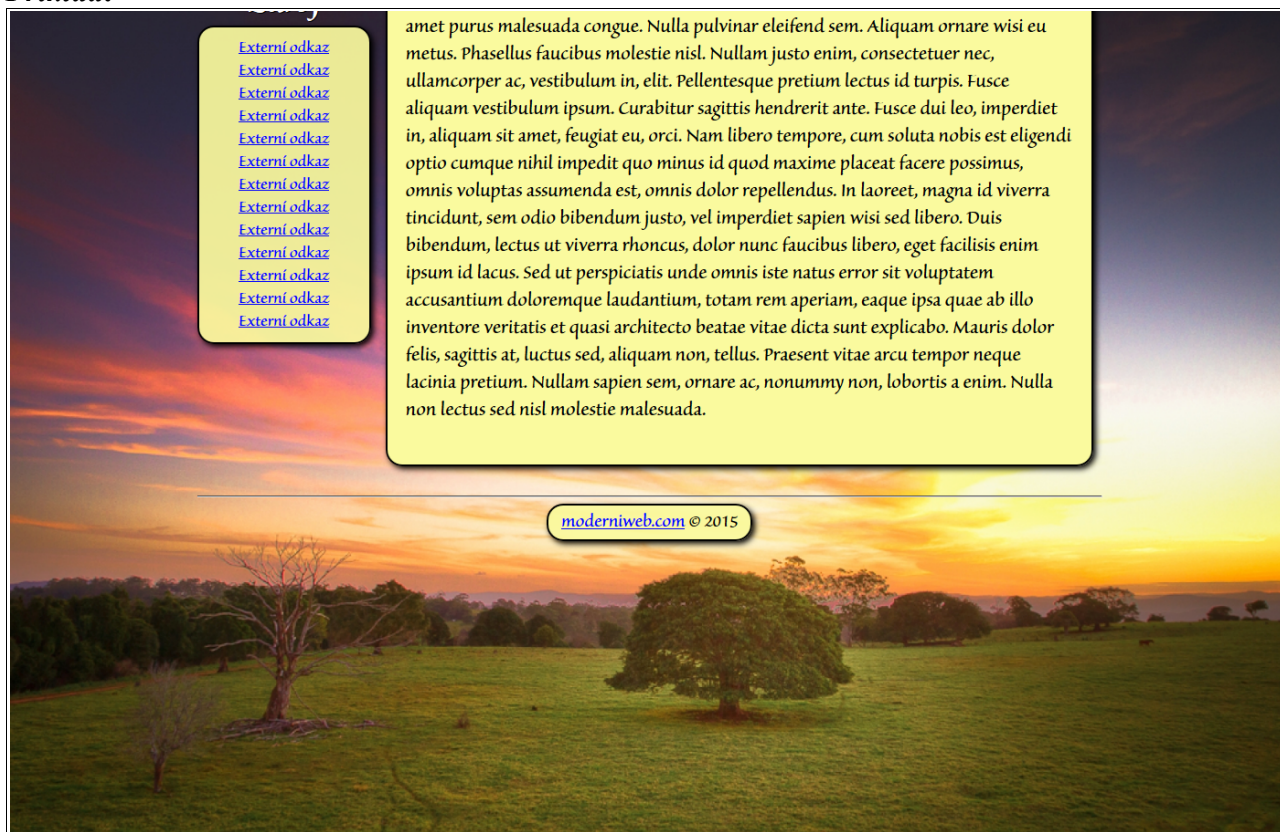 Externí odkaz
Externí odkaz
Externí odkaz
Externí odkaz
Externí odkaz
Externí odkaz
Externí odkaz
Externí odkaz
Externí odkaz
Externí odkaz
Externí odkaz
Externí odkaz
Externí odkaz
amet purus malesuada congue. Nulla pulvinar eleifend sem. Aliquam ornare wisi eu
metus. Phasellus faucibus molestie nisl. Nullam justo enim, consectetuer nec,
ullamcorper ac, vestibulum in, elit. Pellentesque pretium lectus id turpis. Fusce
aliquam vestibulum ipsum. Curabitur sagittis hendrerit ante. Fusce dui leo, imperdiet
in, aliquam sit amet, feugiat eu, orci. Nam libero tempore, cum soluta nobis est eligendi
optio cumque nihil impedit quo minus id quod maxime placeat facere possimus,
omnis voluptas assumenda est, omnis dolor repellendus. In laoreet, magna id viverra
tincidunt, sem odio bibendum justo, vel imperdiet sapien wisi sed libero. Duis
bibendum, lectus ut viverra rhoncus, dolor nunc faucibus libero, eget facilisis enim
ipsum id lacus. Sed ut perspiciatis unde omnis iste natus error sit voluptatem
accusantium doloremque laudantium, totam rem aperiam, eaque ipsa quae ab illo
inventore veritatis et quasi architecto beatae vitae dicta sunt explicabo. Mauris dolor
felis, sagittis at, luctus sed, aliquam non, tellus. Praesent vitae arcu tempor neque
lacinia pretium. Nullam sapien sem, ornare ac, nonummy non, lobortis a enim. Nulla
non lectus sed nisl molestie malesuada.
moderniweb.com © 2015